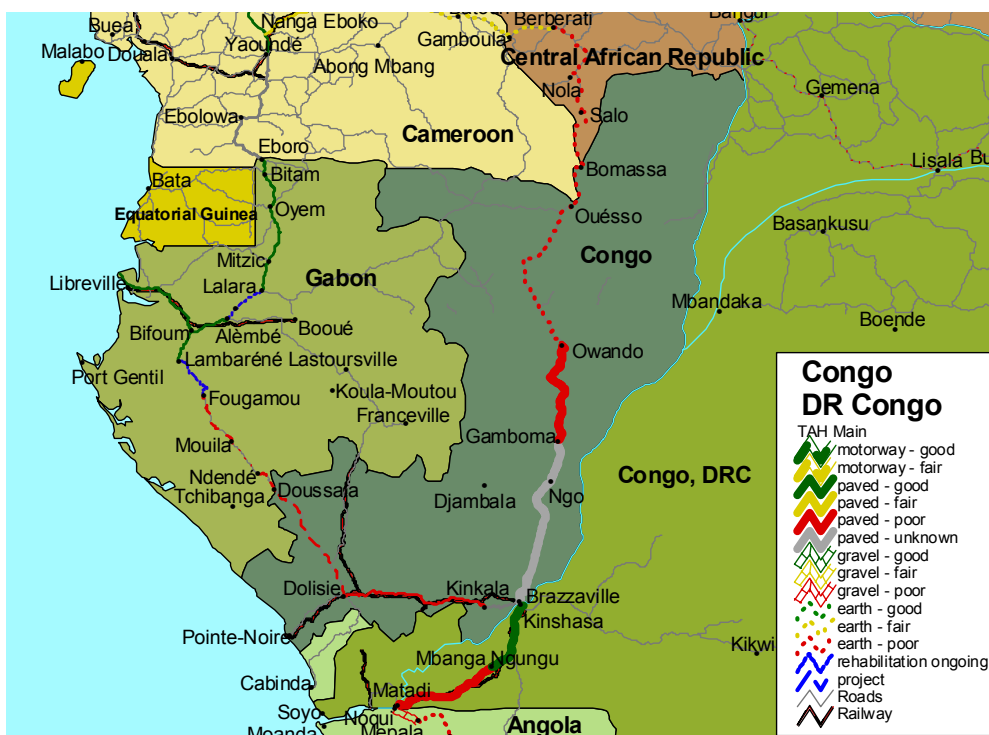 Nanga Eboko
Batouri
Berberati
Bangui
Buea
Malabo
Douala
Yaoundé
Gamboula
Central African Republic
Abong Mbang
Nola
Gemena
Ebolowa
Salo
Cameroon
Eboro
Bomassa
Lisala
Bu
Bata
Bitam
Equatorial Guinea
Oyem
Ouésso
Basankusu
Mitzic
Congo
Libreville
Lalara
Gabon
Mbandaka
Bifoum
Alèmbé
Booué
Boende
Lambaréné
Lastoursville
Owando
Port Gentil
Koula-Moutou
Fougamou
Franceville
Mouila
Gamboma
Ndendé
Tchibanga
Doussala
Djambala
Ngo
Congo, DRC
Dolisie
Kinkala
Brazzaville
Kinshasa
Pointe-Noire
Mbanga Ngungu
Kikwi
Cabinda
Matadi
Soyo
Noqui
Mepala
Moanda
Angola
Congo
DR Congo
TAH Main
motorway - good
motorway - fair
paved - good
paved - fair
paved - poor
paved - unknown
gravel - good
gravel - fair
gravel - poor
earth - good
earth - fair
earth - poor
rehabilitation ongoing
project
Roads
Railway